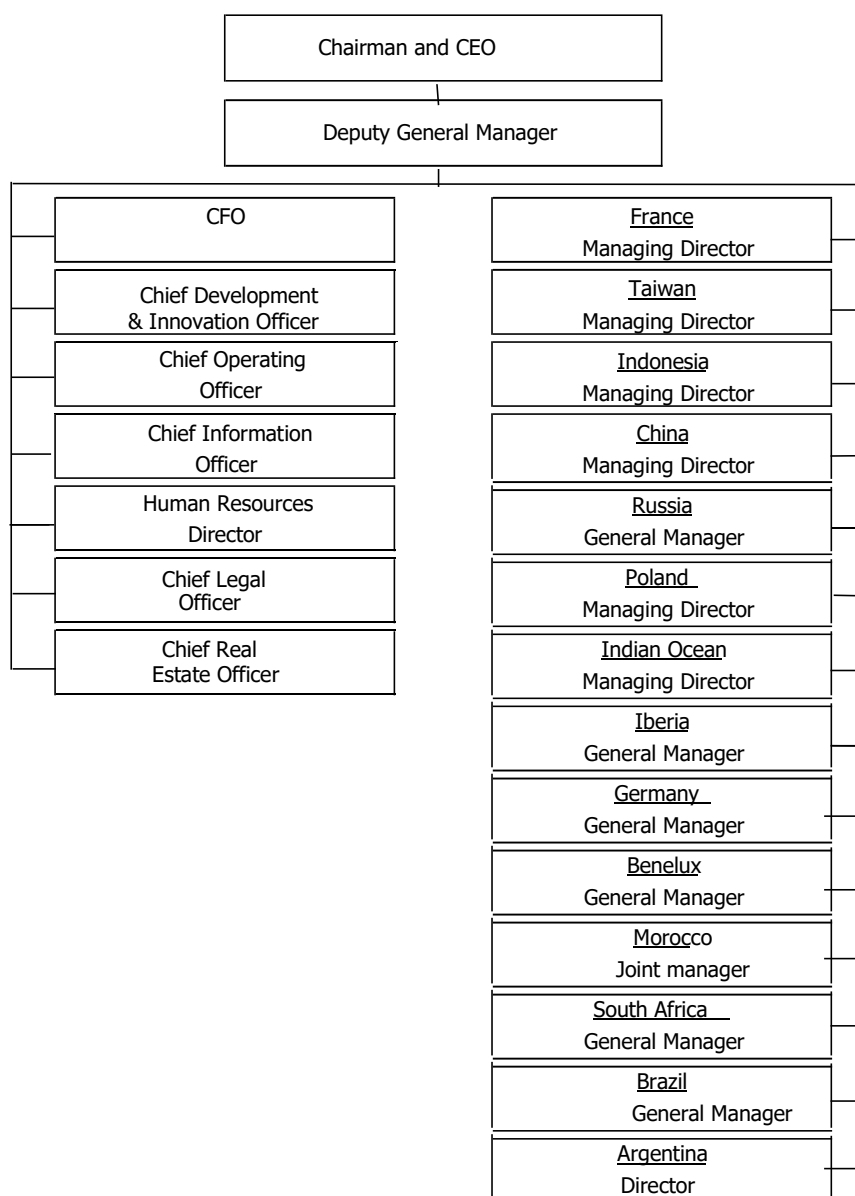 Chairman and CEO
Deputy General Manager
CFO
Chief Development
& Innovation Officer
Chief Operating
Officer
Chief Information
Officer
Human Resources
Director
Chief Legal
Officer
Chief Real
Estate Officer
France
Managing Director
Taiwan
Managing Director
Indonesia
Managing Director
China
Managing Director
Russia
General Manager
Poland
Managing Director
Indian Ocean
Managing Director
Iberia
General Manager
Germany
General Manager
Benelux
General Manager
Morocco
Joint manager
South Africa
General Manager
Brazil
General Manager
Argentina
Director